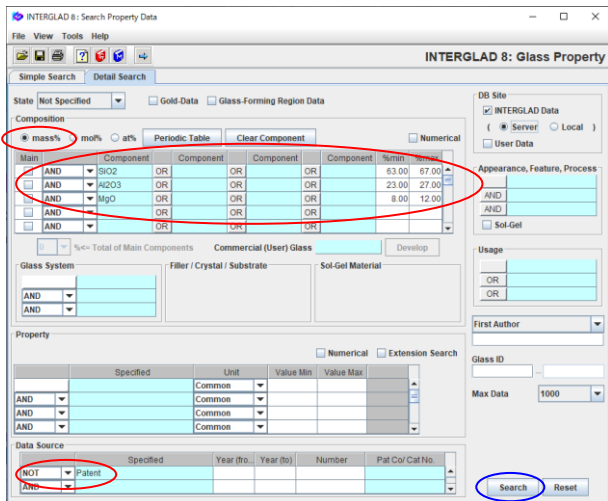 INTERGLAD 8: Search Property Data
File View Tools Help
INTERGLAD 8: Glass Property
Simple Search Detail Search
State Not Specified Gold-Data Glass-Forming Region Data
Composition
mass% mol% at% Periodic Table Clear Component Numerical
Main Component Component Component Component %min %max
AND SiO2 OR OR OR 63.00 67.00
AND Al2O3 OR OR OR 23.00 27.00
AND MgO OR OR OR 8.00 12.00
AND OR OR OR
0 %<= Total of Main Components Commercial (User) Glass Develop
Glass System Filler / Crystal / Substrate Sol-Gel Material
AND
AND
Property
Numerical Extension Search
Specified Unit Value Min Value Max
Common
AND Common
AND Common
AND Common
Data Source
Specified Year (fro... Year (to) Number Pat Co/ Cat No.
NOT Patent
AND
DB Site
INTERGLAD Data
( Server Local )
User Data
Appearance, Feature, Process
AND
AND
Sol-Gel
Usage
OR
OR
First Author
Glass ID
--
Max Data 1000
Search Reset